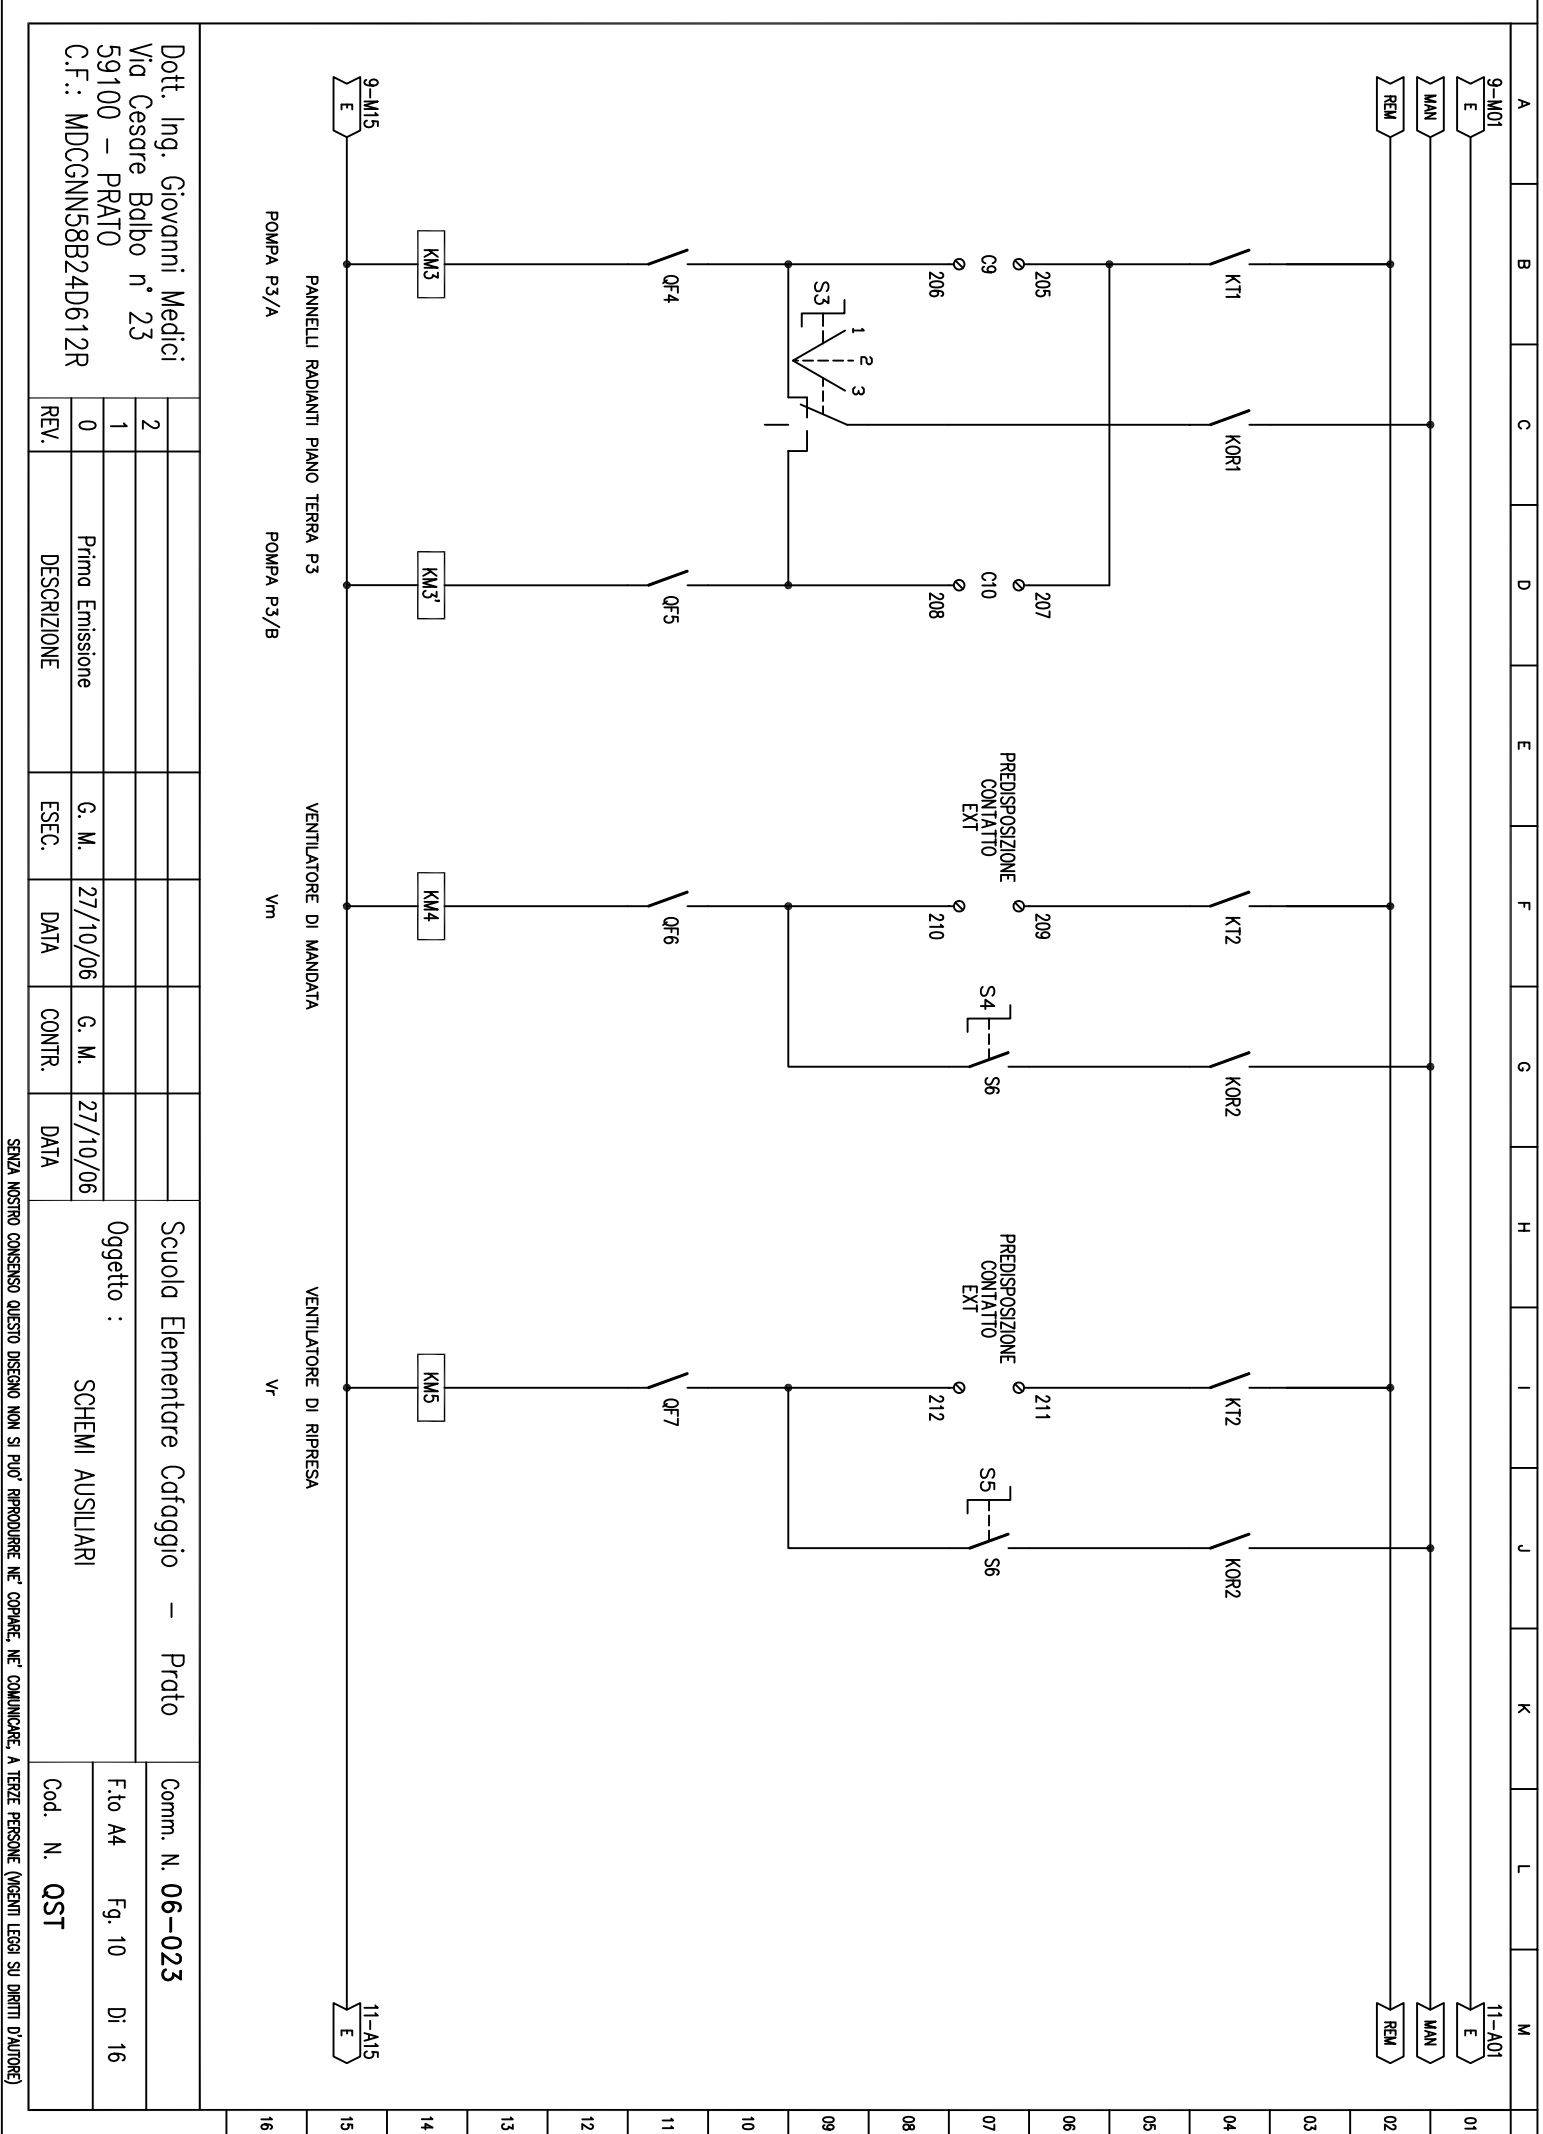 A B C D E F G H I J K L M
01
02
03
04
05
06
07
08
09
10
11
12
13
14
15
16
9-M01
E
MAN
REM
11-A01
E
MAN
REM
KT1
KOR1
KT2
KOR2
KT2
KOR2
205
C9
206
207
C10
208
PREDISPOSIZIONE
CONTATTO
EXT
209
210
S4
S6
PREDISPOSIZIONE
CONTATTO
EXT
211
212
S5
S6
S3
1 2 3
QF4
QF5
QF6
QF7
KM3
KM3'
KM4
KM5
9-M15
E
11-A15
E
PANNELLI RADIANTI PIANO TERRA P3
VENTILATORE DI MANDATA
VENTILATORE DI RIPRESA
POMPA P3/A
POMPA P3/B
Vm
Vr
Dott. Ing. Giovanni Medici
Via Cesare Balbo n° 23
59100 - PRATO
C.F.: MDCGNN58B24D612R
2
1
0 Prima Emissione G. M. 27/10/06 G. M. 27/10/06
REV. DESCRIZIONE ESEC. DATA CONTR. DATA
Scuola Elementare Cafaggio - Prato
Oggetto :
SCHEMI AUSILIARI
Comm. N. 06-023
F.to A4 Fg. 10 Di 16
Cod. N. QST
SENZA NOSTRO CONSENSO QUESTO DISEGNO NON SI PUO' RIPRODURRE NE' COPIARE, NE' COMUNICARE, A TERZE PERSONE (VIGENTI LEGGI SU DIRITTI D'AUTORE)